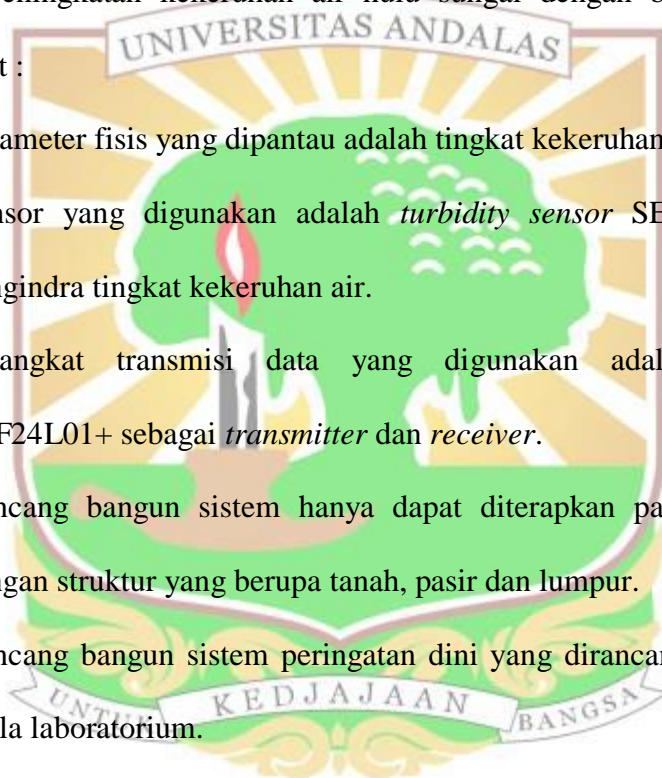 kekeruhan air hulu sungai dengan
UNIVERSITAS ANDALAS
t :
ameter fisis yang dipantau adalah tingkat kekeruhan
nsor yang digunakan adalah turbidity sensor SE
ngindra tingkat kekeruhan air.
angkat transmisi data yang digunakan adal
F24L01+ sebagai transmitter dan receiver.
ncang bangun sistem hanya dapat diterapkan pa
ngan struktur yang berupa tanah, pasir dan lumpur.
ncang bangun sistem peringatan dini yang dirancan
UNTUK KEDJAJAAN BANGSA
la laboratorium.